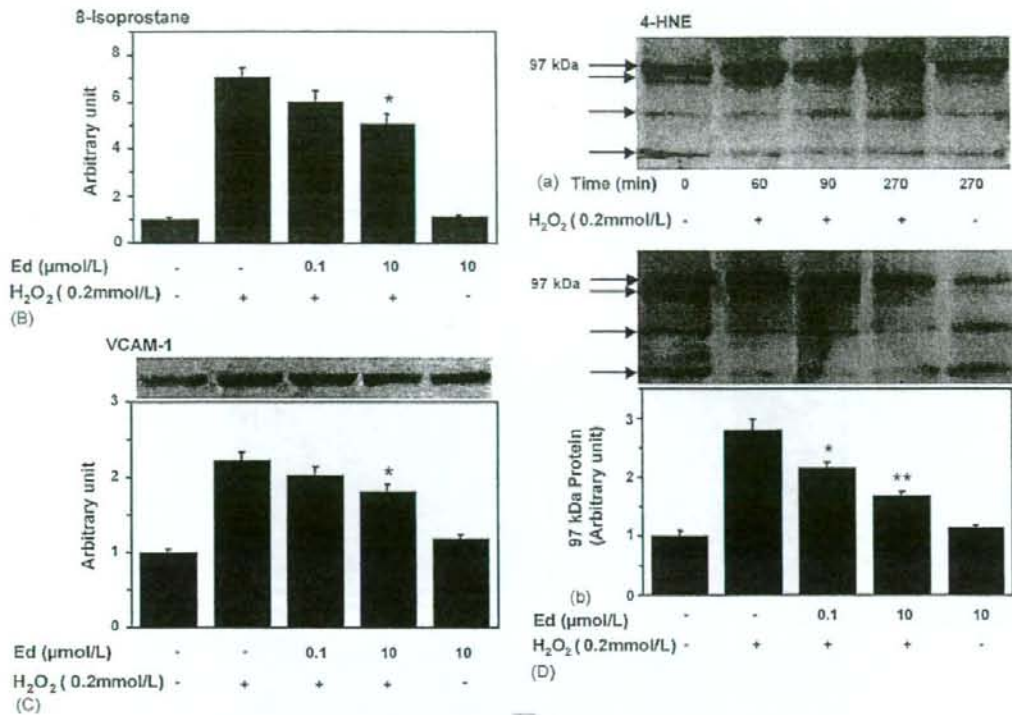 8-Isoprostane
Arbitrary unit
8
6
4
2
0
*
Ed (µmol/L) - - 0.1 10 10
H₂O₂ ( 0.2mmol/L) - + + + -
(B)
VCAM-1
Arbitrary unit
3
2
1
0
*
Ed (µmol/L) - - 0.1 10 10
H₂O₂ ( 0.2mmol/L) - + + + -
(C)
4-HNE
97 kDa
(a) Time (min) 0 60 90 270 270
H₂O₂ (0.2mmol/L) - + + + -
97 kDa
97 kDa Protein
(Arbitrary unit)
3
2
1
0
*
**
(b)
Ed (µmol/L) - - 0.1 10 10
H₂O₂ ( 0.2mmol/L) - + + + -
(D)